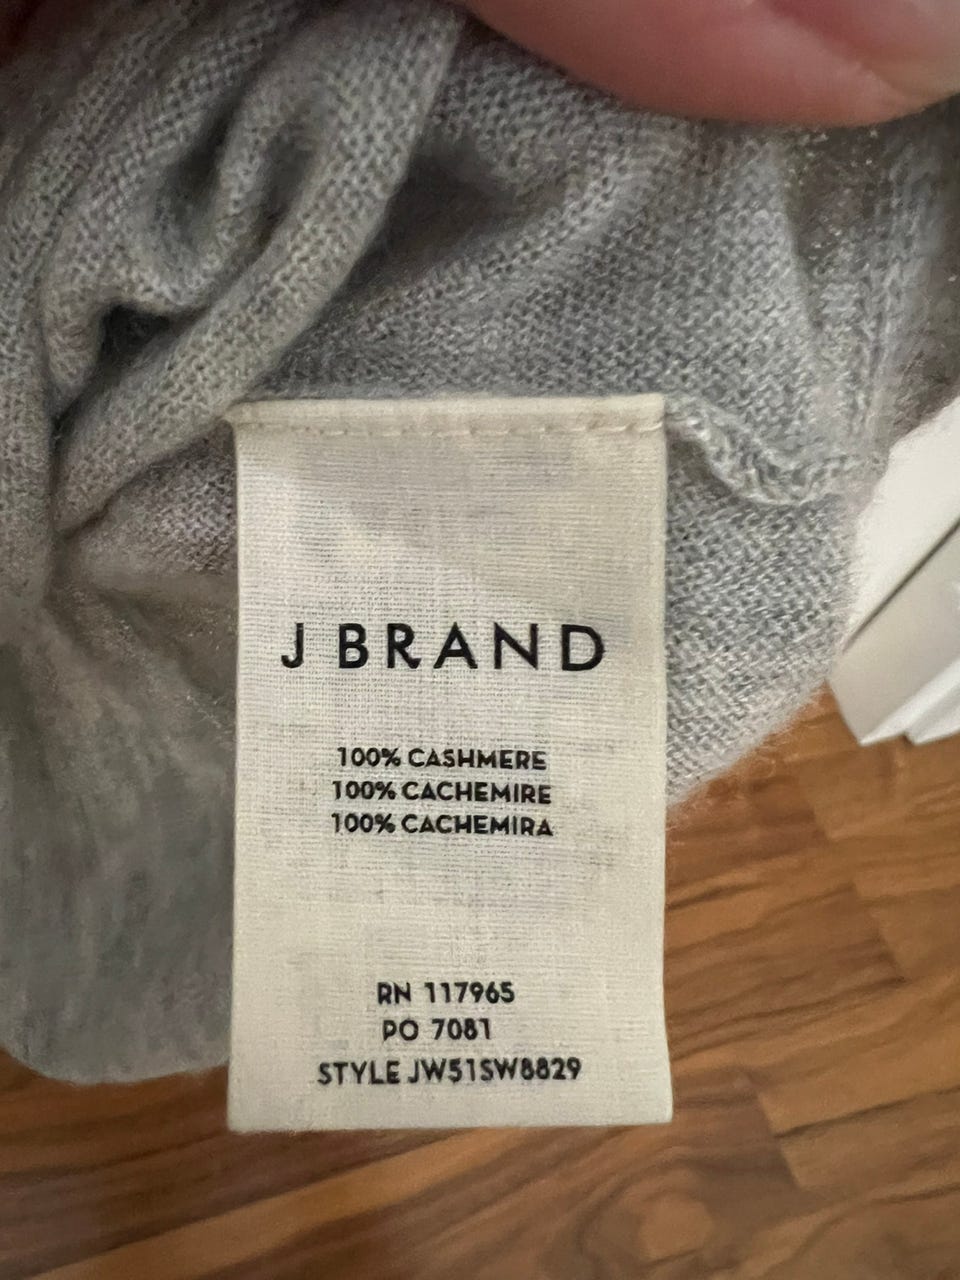 J BRAND
100% CASHMERE
100% CACHEMIRE
100% CACHEMIRA
RN 117965
PO 7081
STYLE JW51SW8829